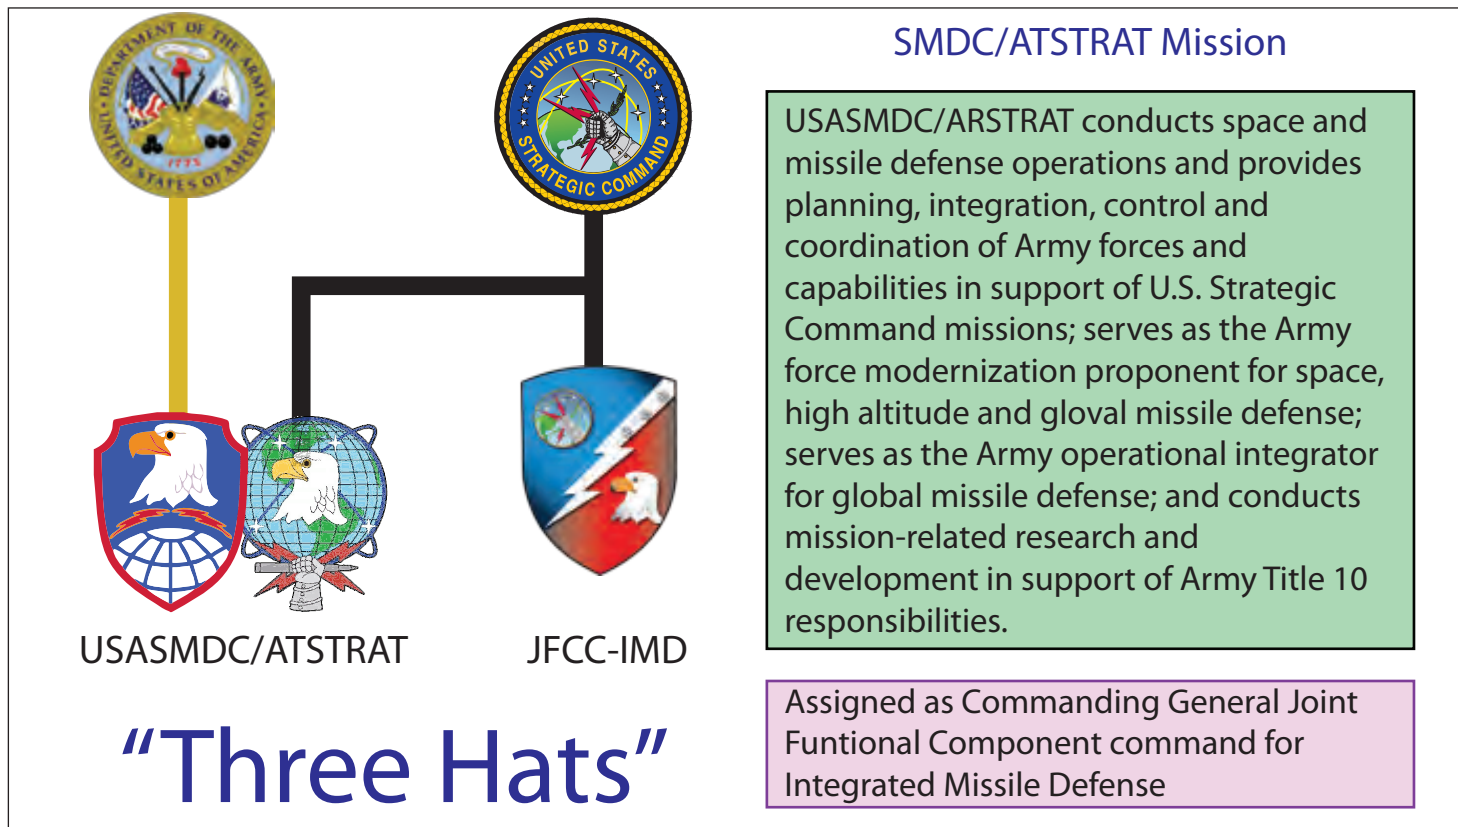 DEPARTMENT OF THE ARMY
UNITED STATES OF AMERICA
1775
UNITED STATES
STRATEGIC COMMAND
USASMDC/ATSTRAT
JFCC-IMD
“Three Hats”
SMDC/ATSTRAT Mission
USASMDC/ARSTRAT conducts space and
missile defense operations and provides
planning, integration, control and
coordination of Army forces and
capabilities in support of U.S. Strategic
Command missions; serves as the Army
force modernization proponent for space,
high altitude and gloval missile defense;
serves as the Army operational integrator
for global missile defense; and conducts
mission-related research and
development in support of Army Title 10
responsibilities.
Assigned as Commanding General Joint
Funtional Component command for
Integrated Missile Defense